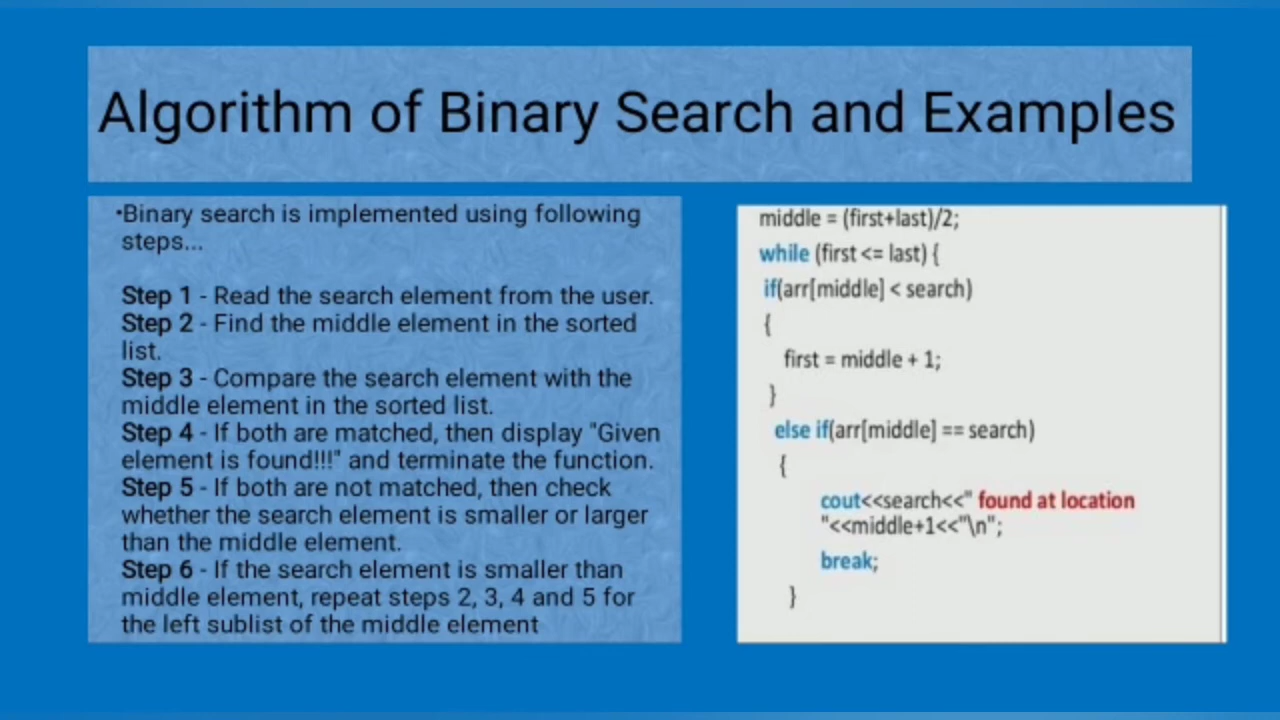 Algorithm of Binary Search and Examples
•Binary search is implemented using following
steps...
Step 1 - Read the search element from the user.
Step 2 - Find the middle element in the sorted
list.
Step 3 - Compare the search element with the
middle element in the sorted list.
Step 4 - If both are matched, then display "Given
element is found!!!" and terminate the function.
Step 5 - If both are not matched, then check
whether the search element is smaller or larger
than the middle element.
Step 6 - If the search element is smaller than
middle element, repeat steps 2, 3, 4 and 5 for
the left sublist of the middle element
middle = (first+last)/2;
while (first <= last) {
if(arr[middle] < search)
{
first = middle + 1;
}
else if(arr[middle] == search)
{
cout<<search<<" found at location
"<<middle+1<<"\n";
break;
}